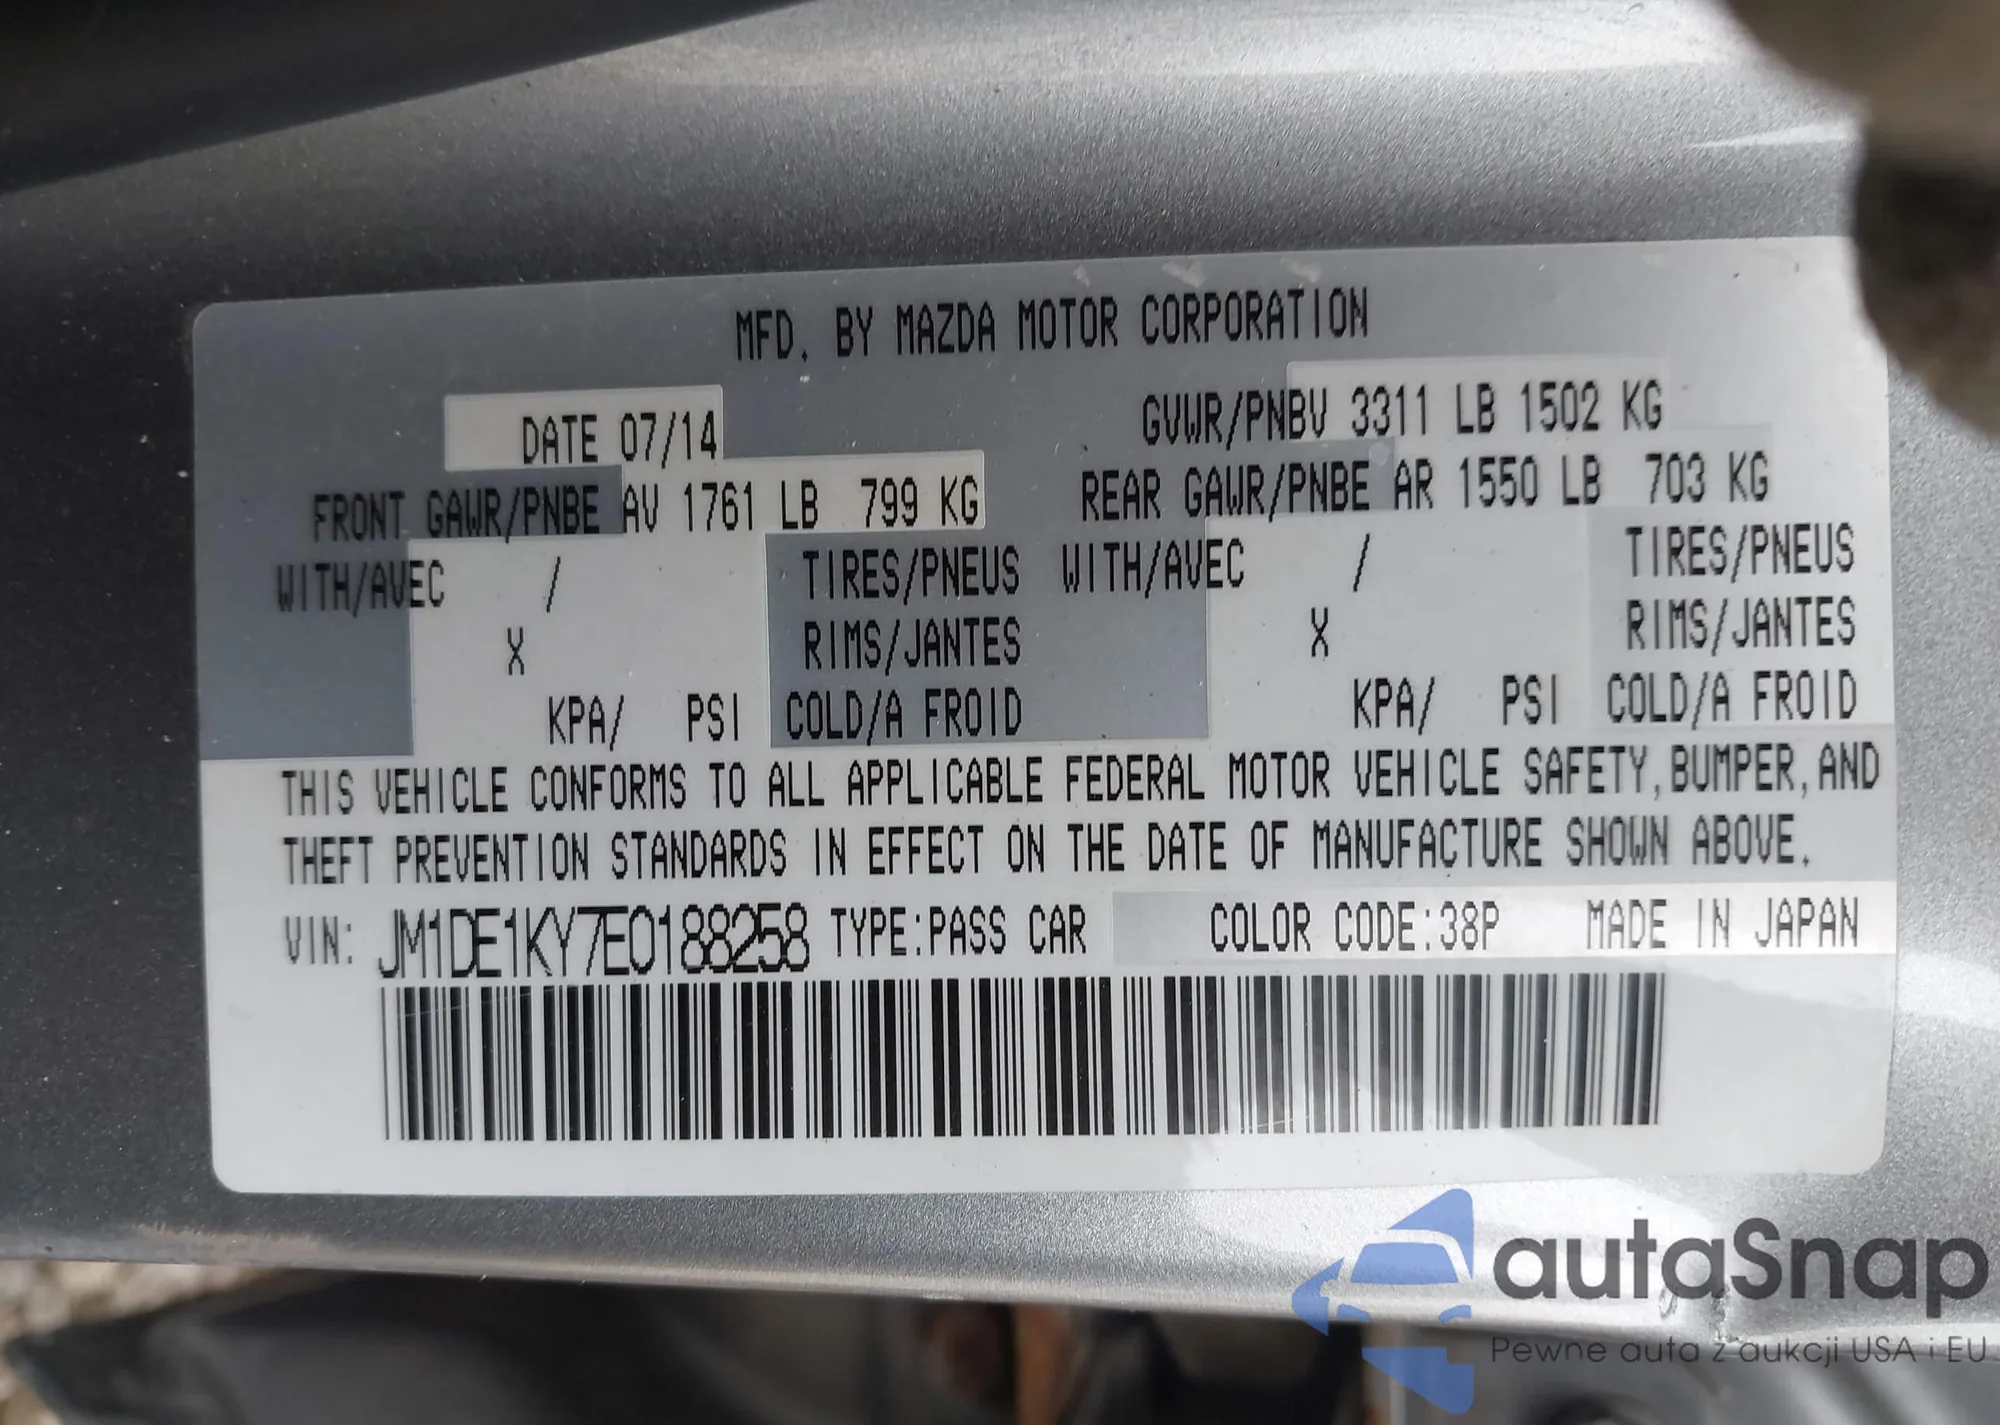 MFD. BY MAZDA MOTOR CORPORATION
DATE 07/14 GVWR/PNBV 3311 LB 1502 KG
FRONT GAWR/PNBE AV 1761 LB 799 KG REAR GAWR/PNBE AR 1550 LB 703 KG
WITH/AVEC / TIRES/PNEUS WITH/AVEC / TIRES/PNEUS
X RIMS/JANTES X RIMS/JANTES
KPA/ PSI COLD/A FROID KPA/ PSI COLD/A FROID
THIS VEHICLE CONFORMS TO ALL APPLICABLE FEDERAL MOTOR VEHICLE SAFETY, BUMPER, AND
THEFT PREVENTION STANDARDS IN EFFECT ON THE DATE OF MANUFACTURE SHOWN ABOVE.
VIN: JM1DE1KY7E0188258 TYPE:PASS CAR COLOR CODE:38P MADE IN JAPAN
autaSnap
Pewne auta z aukcji USA i EU